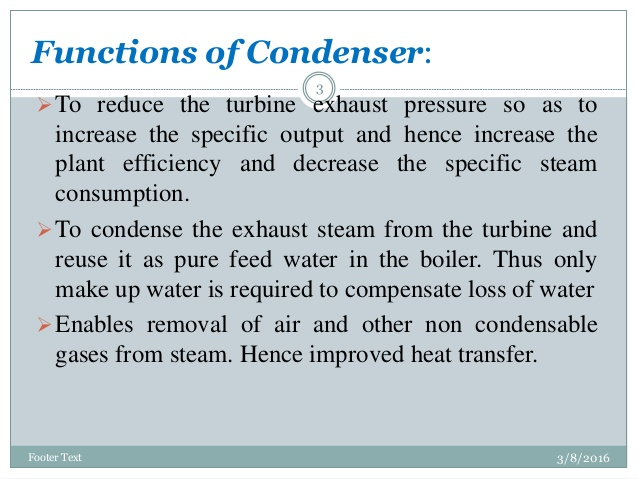 Functions of Condenser:
3
➢To reduce the turbine exhaust pressure so as to
increase the specific output and hence increase the
plant efficiency and decrease the specific steam
consumption.
➢To condense the exhaust steam from the turbine and
reuse it as pure feed water in the boiler. Thus only
make up water is required to compensate loss of water
➢Enables removal of air and other non condensable
gases from steam. Hence improved heat transfer.
Footer Text
3/8/2016